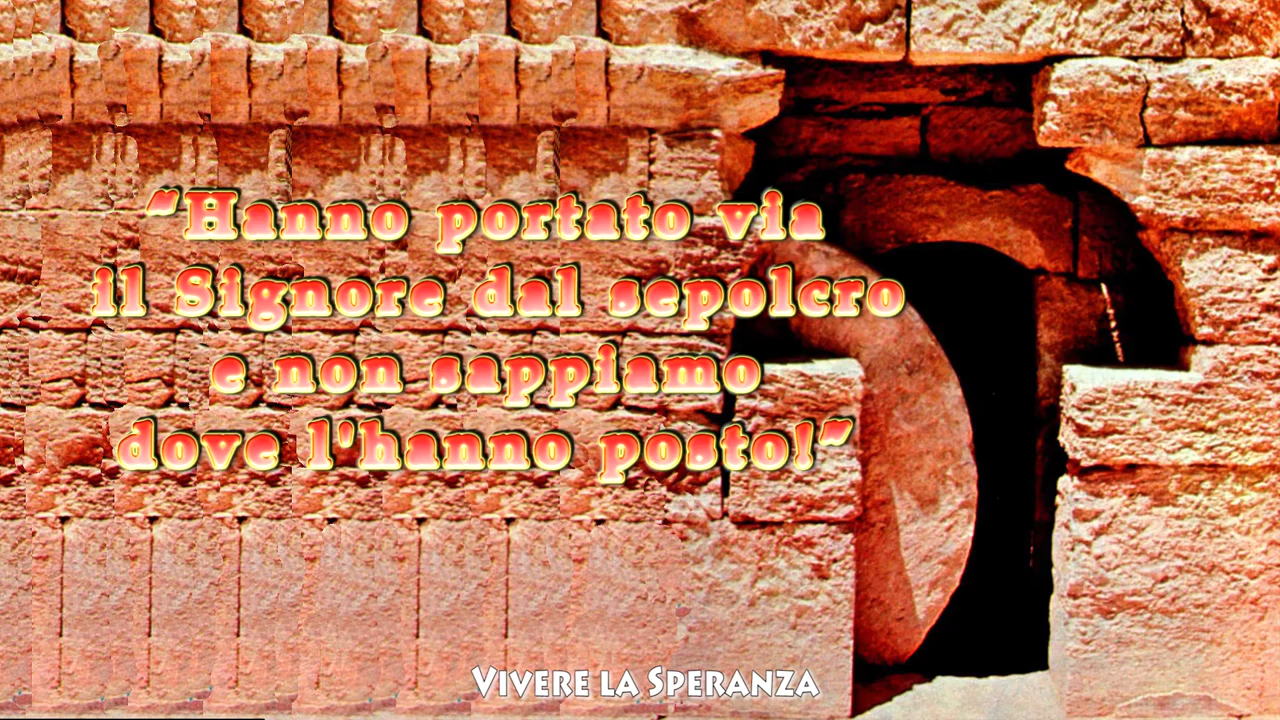 “Hanno portato via
il Signore dal sepolcro
e non sappiamo
dove l'hanno posto!”
Vivere la Speranza